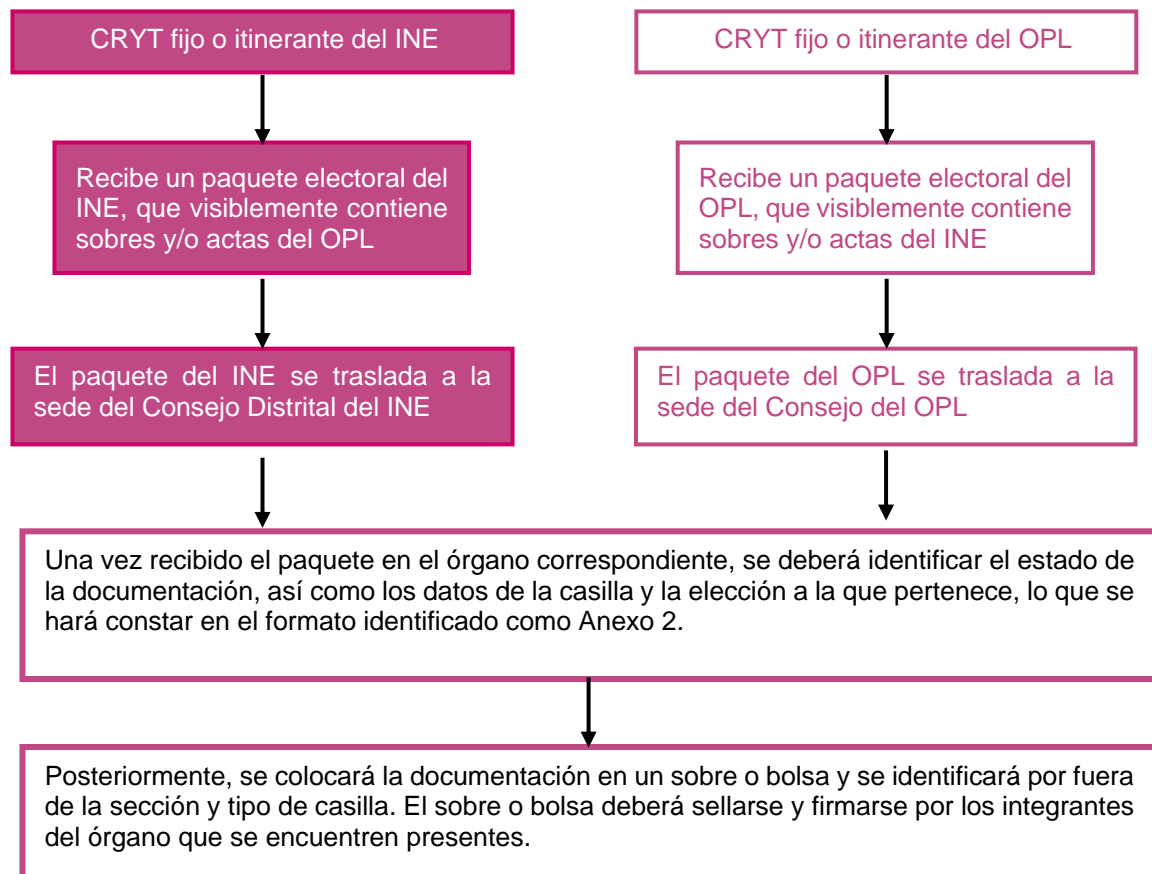 CRYT fijo o itinerante del INE
CRYT fijo o itinerante del OPL
Recibe un paquete electoral del
INE, que visiblemente contiene
sobres y/o actas del OPL
Recibe un paquete electoral del
OPL, que visiblemente contiene
sobres y/o actas del INE
El paquete del INE se traslada a la
sede del Consejo Distrital del INE
El paquete del OPL se traslada a la
sede del Consejo del OPL
Una vez recibido el paquete en el órgano correspondiente, se deberá identificar el estado de
la documentación, así como los datos de la casilla y la elección a la que pertenece, lo que se
hará constar en el formato identificado como Anexo 2.
Posteriormente, se colocará la documentación en un sobre o bolsa y se identificará por fuera
de la sección y tipo de casilla. El sobre o bolsa deberá sellarse y firmarse por los integrantes
del órgano que se encuentren presentes.